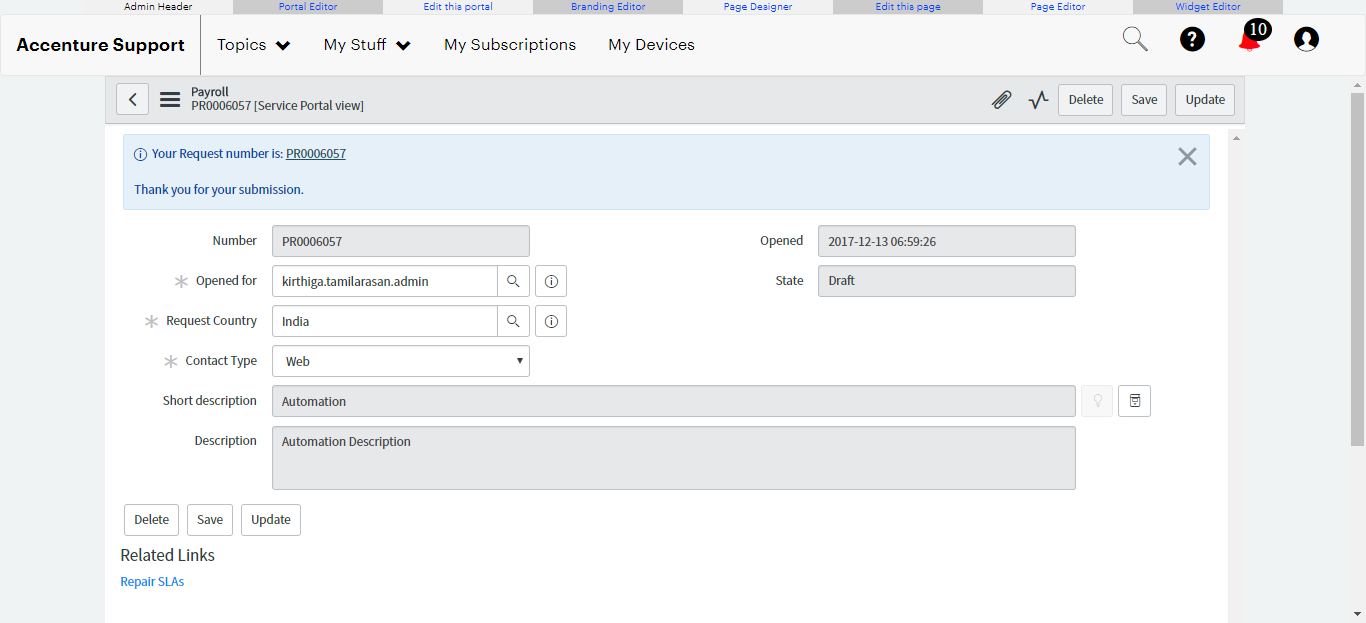 Admin Header Portal Editor Edit this portal Branding Editor Page Designer Edit this page Page Editor Widget Editor
Accenture Support Topics My Stuff My Subscriptions My Devices ? 10
Payroll
PR0006057 [Service Portal view] Delete Save Update
Your Request number is: PR0006057
Thank you for your submission.
Number PR0006057 Opened 2017-12-13 06:59:26
Opened for kirthiga.tamilarasan.admin State Draft
Request Country India
Contact Type Web
Short description Automation
Description Automation Description
Delete Save Update
Related Links
Repair SLAs